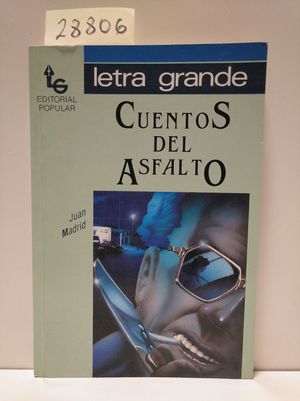 28806
LG
EDITORIAL
POPULAR
letra grande
CUENTOS
DEL
ASFALTO
Juan
Madrid